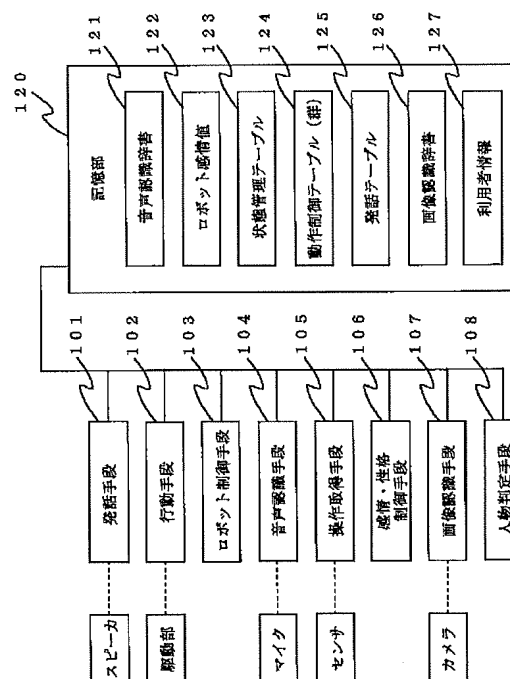 120
記憶部
音声認識辞書
121
ロボット感情値
122
状態管理テーブル
123
動作制御テーブル(群)
124
発話テーブル
125
画像認識辞書
126
利用者情報
127
スピーカ
発話手段
101
駆動部
行動手段
102
ロボット制御手段
103
マイク
音声認識手段
104
センサ
操作取得手段
105
感情・性格
制御手段
106
カメラ
画像認識手段
107
人物判定手段
108